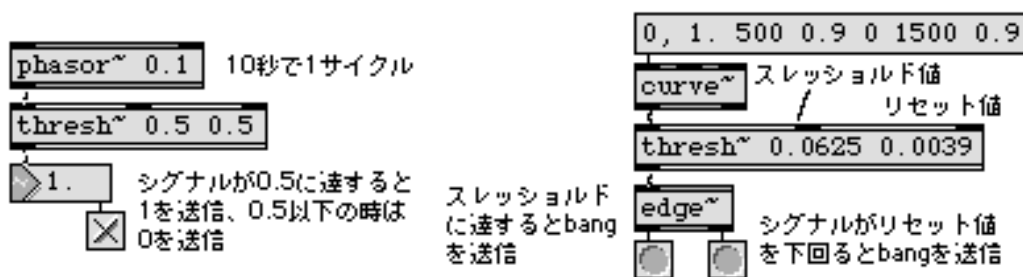 phasor~ 0.1
10秒で1サイクル
thresh~ 0.5 0.5
1.
シグナルが0.5に達すると
1を送信、0.5以下の時は
0を送信
0, 1. 500 0.9 0 1500 0.9
curve~
スレッショルド値
リセット値
thresh~ 0.0625 0.0039
edge~
スレッショルド
に達するとbang
を送信
シグナルがリセット値
を下回るとbangを送信